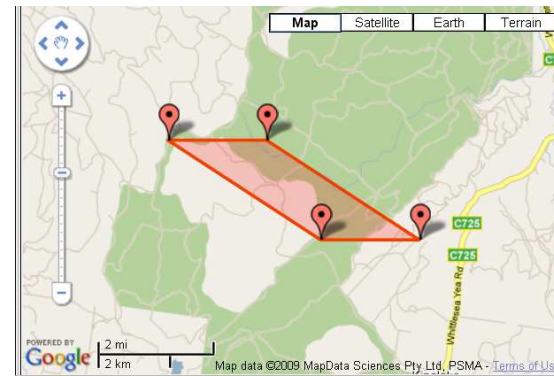 Map Satellite Earth Terrain
C725
C725
Whittlesea Yea Rd
POWERED BY
Google
2 mi
2 km
Map data ©2009 MapData Sciences Pty Ltd, PSMA - Terms of Us